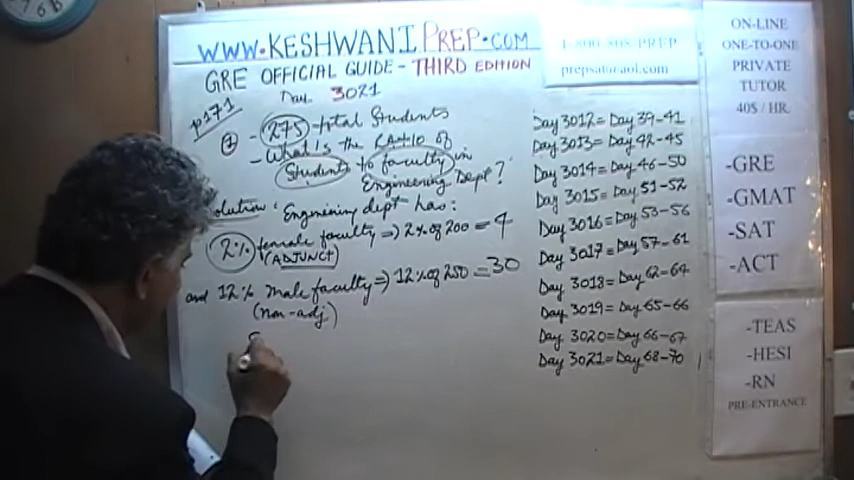 WWW.KESHWANIPREP.COM
GRE OFFICIAL GUIDE - THIRD EDITION
Day 3021
p171
7 - 275 - total Students
- What is the RATIO of
Students to faculty in
Engineering Dept?
Solution: Engineering dept has:
2% female faculty => 2% of 200 = 4
(ADJUNCT)
and 12% Male faculty => 12% of 250 = 30
(non-adj)
prepsat@aol.com
Day 3012 = Day 39-41
Day 3013 = Day 42-45
Day 3014 = Day 46-50
Day 3015 = Day 51-52
Day 3016 = Day 53-56
Day 3017 = Day 57-61
Day 3018 = Day 62-64
Day 3019 = Day 65-66
Day 3020 = Day 66-67
Day 3021 = Day 68-70
ON-LINE
ONE-TO-ONE
PRIVATE
TUTOR
40$ / HR.
-GRE
-GMAT
-SAT
-ACT
-TEAS
-HESI
-RN
PRE-ENTRANCE